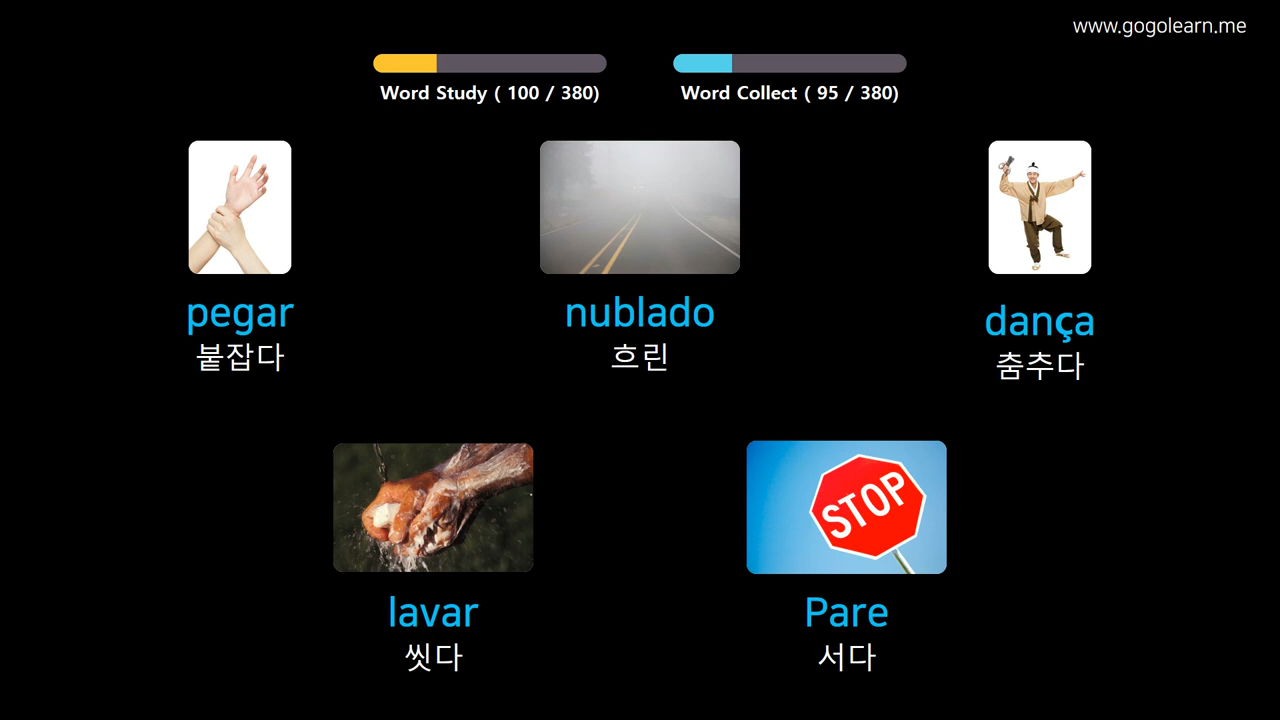 www.gogolearn.me
Word Study ( 100 / 380)
Word Collect ( 95 / 380)
pegar
붙잡다
nublado
흐린
dança
춤추다
STOP
lavar
씻다
Pare
서다